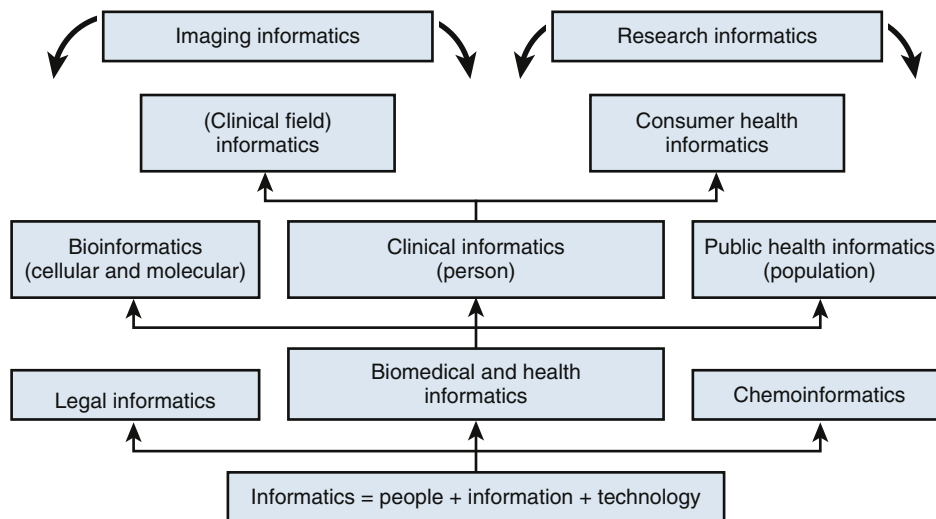 Imaging informatics
Research informatics
(Clinical field)
informatics
Consumer health
informatics
Bioinformatics
(cellular and molecular)
Clinical informatics
(person)
Public health informatics
(population)
Legal informatics
Biomedical and health
informatics
Chemoinformatics
Informatics = people + information + technology